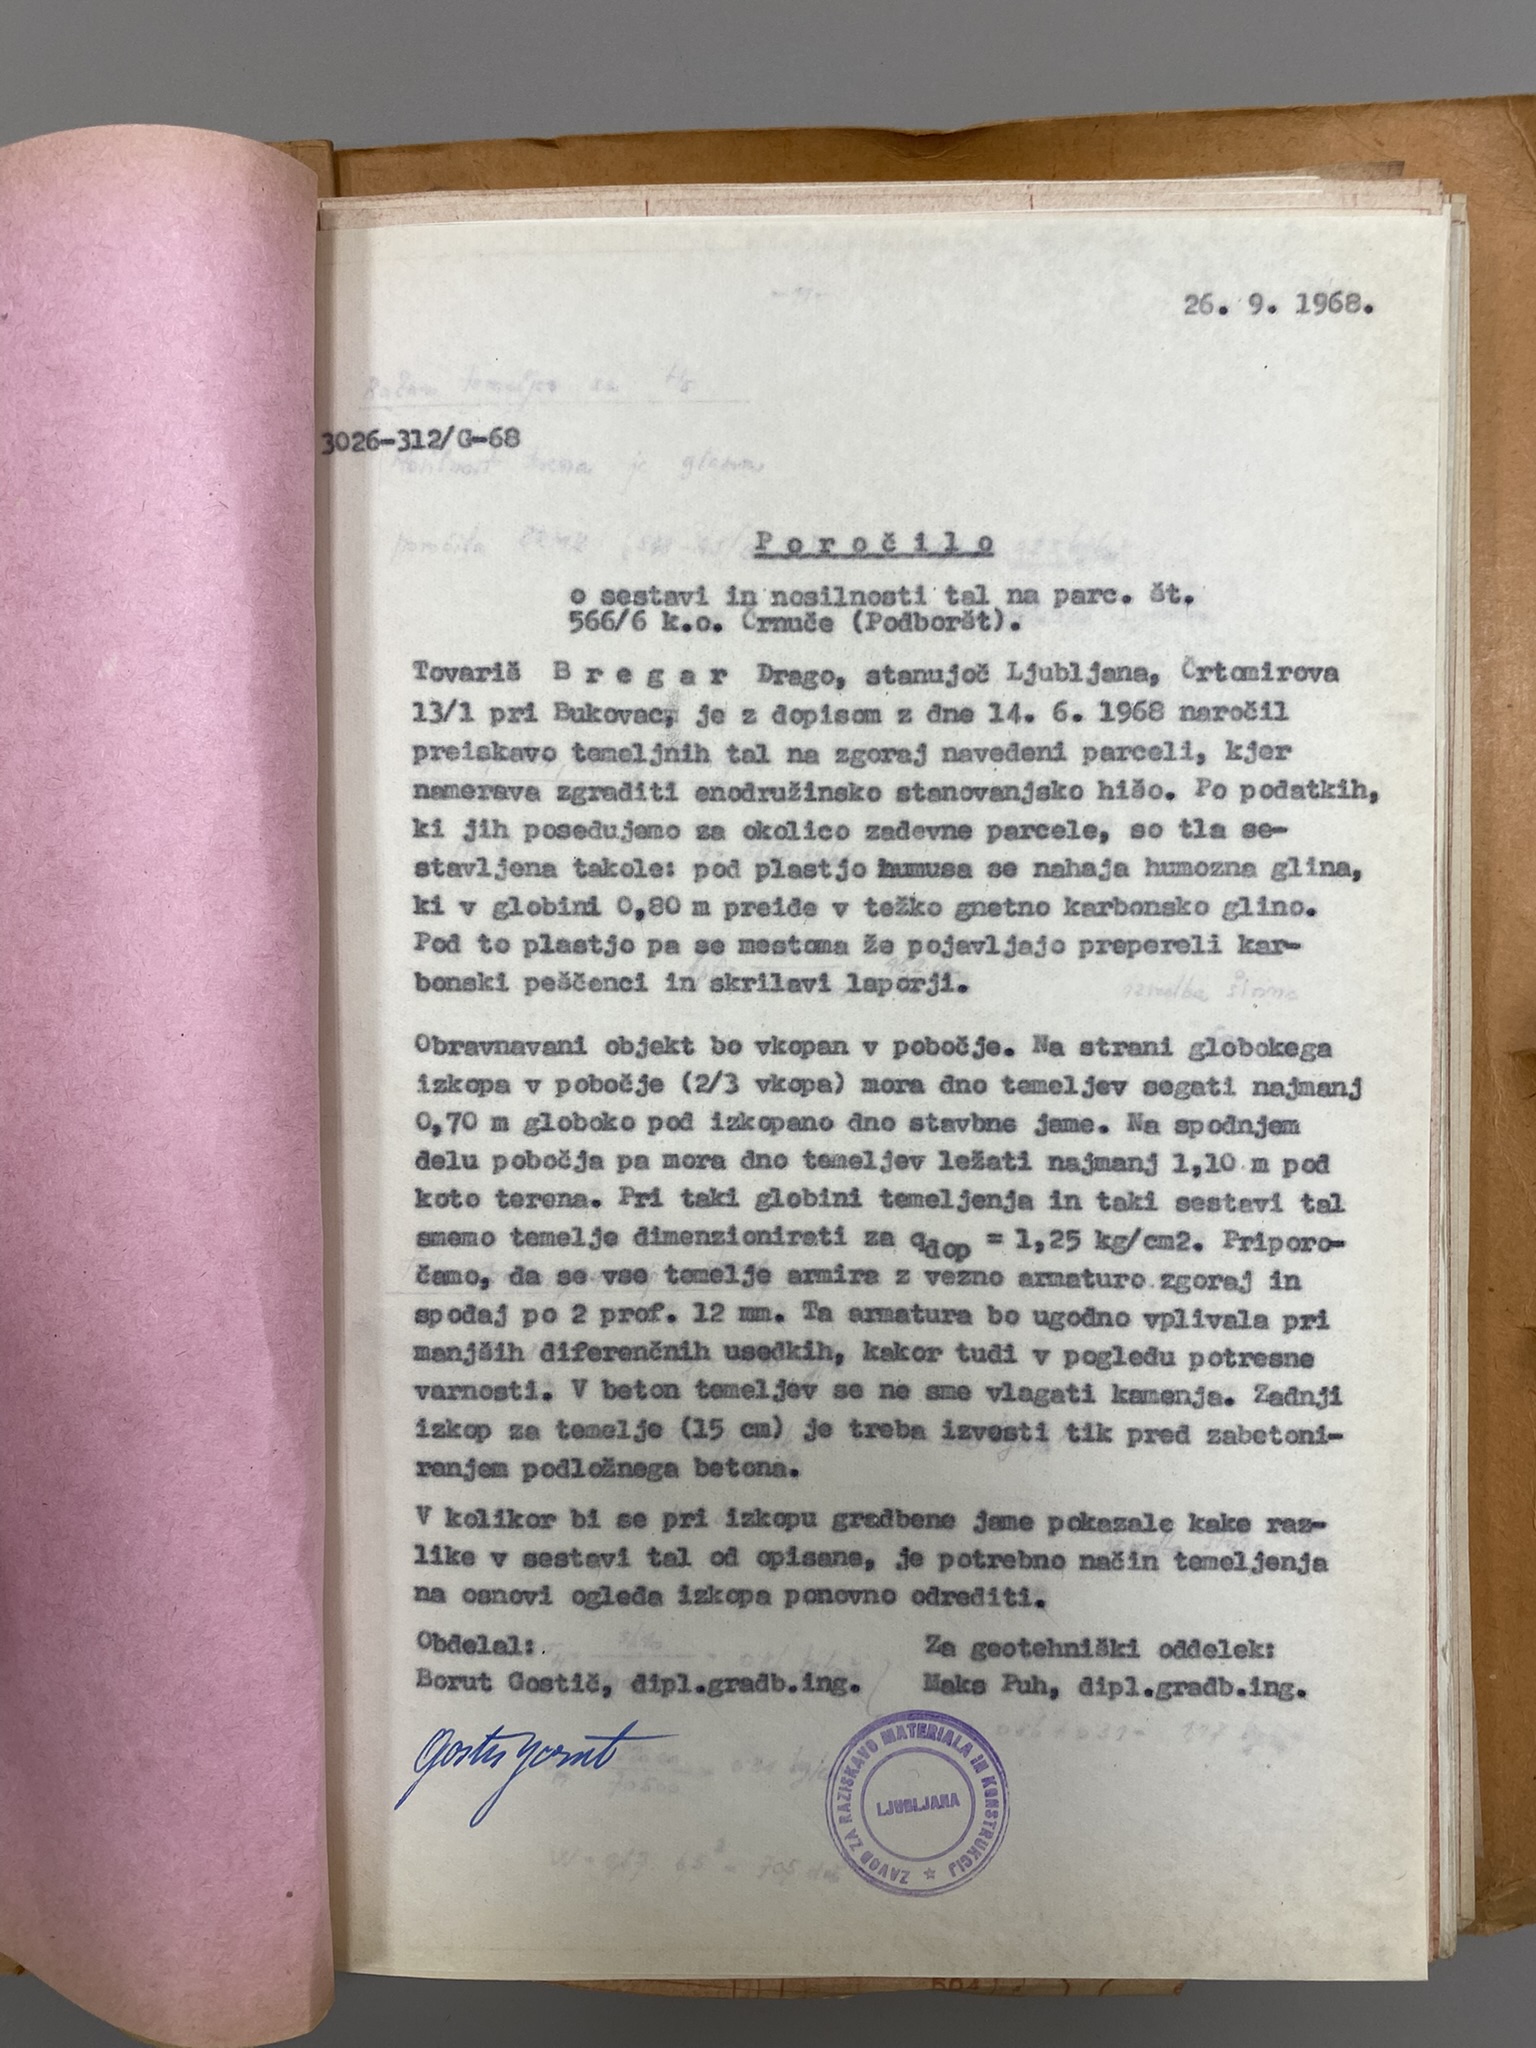 26. 9. 1968.
3026-312/G-68
P o r o č i l o
o sestavi in nosilnosti tal na parc. št.
566/6 k.o. Črnuče (Podboršt).
Tovariš B r e g a r Drago, stanujoč Ljubljana, Črtomirova
13/1 pri Bukovac, je z dopisom z dne 14. 6. 1968 naročil
preiskavo temeljnih tal na zgoraj navedeni parceli, kjer
namerava zgraditi enodružinsko stanovanjsko hišo. Po podatkih,
ki jih posedujemo za okolico zadevne parcele, so tla se-
stavljena takole: pod plastjo humusa se nahaja humozna glina,
ki v globini 0,80 m preide v težko gnetno karbonsko glino.
Pod to plastjo pa se mestoma že pojavljajo prepereli kar-
bonski peščenci in skrilavi laporji.
Obravnavani objekt bo vkopan v pobočje. Na strani globokega
izkopa v pobočje (2/3 vkopa) mora dno temeljev segati najmanj
0,70 m globoko pod izkopano dno stavbne jame. Na spodnjem
delu pobočja pa mora dno temeljev ležati najmanj 1,10 m pod
koto terena. Pri taki globini temeljenja in taki sestavi tal
smemo temelje dimenzionirati za qdop = 1,25 kg/cm2. Priporo-
čamo, da se vse temelje armira z vezno armaturo zgoraj in
spodaj po 2 prof. 12 mm. Ta armatura bo ugodno vplivala pri
manjših diferenčnih usedkih, kakor tudi v pogledu potresne
varnosti. V beton temeljev se ne sme vlagati kamenja. Zadnji
izkop za temelje (15 cm) je treba izvesti tik pred zabetoni-
ranjem podložnega betona.
V kolikor bi se pri izkopu gradbene jame pokazale kake raz-
like v sestavi tal od opisane, je potrebno način temeljenja
na osnovi ogleda izkopa ponovno odrediti.
Obdelal: Za geotehniški oddelek:
Borut Gostič, dipl.gradb.ing. Maks Puh, dipl.gradb.ing.
ZAVOD ZA RAZISKAVO MATERIALA IN KONSTRUKCIJ
LJUBLJANA